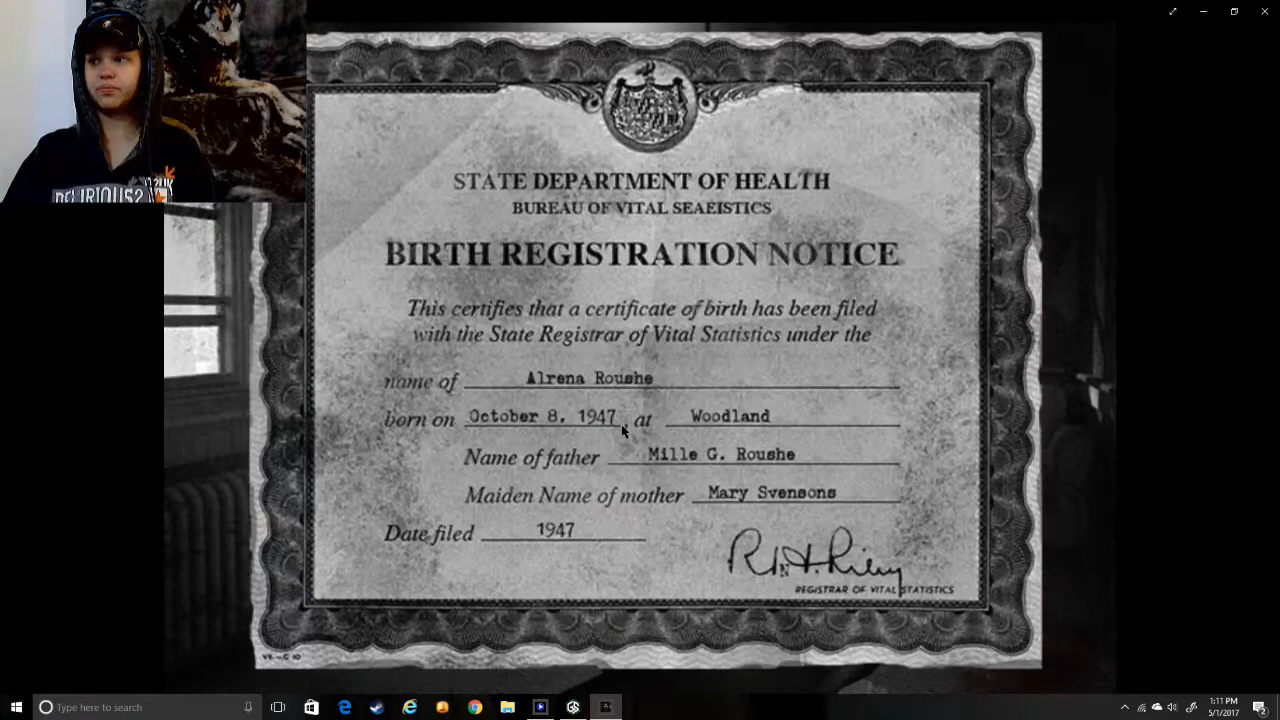 STATE DEPARTMENT OF HEALTH
BUREAU OF VITAL SEAEISTICS
BIRTH REGISTRATION NOTICE
This certifies that a certificate of birth has been filed
with the State Registrar of Vital Statistics under the
name of Alrena Roushe
born on October 8, 1947 at Woodland
Name of father Mille G. Roushe
Maiden Name of mother Mary Svensons
Date filed 1947
REGISTRAR OF VITAL STATISTICS
DELIRIOUS?
Type here to search
1:11 PM
5/1/2017